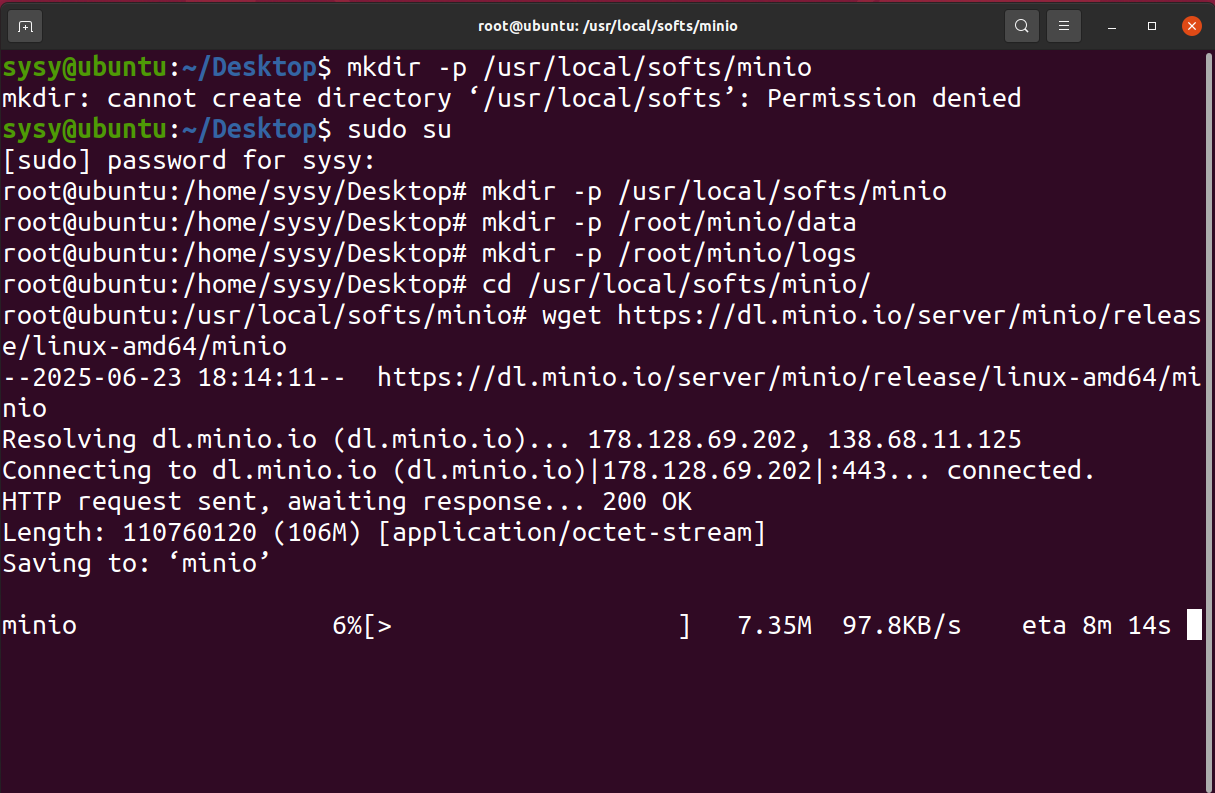 root@ubuntu: /usr/local/softs/minio
sysy@ubuntu:~/Desktop$ mkdir -p /usr/local/softs/minio
mkdir: cannot create directory ‘/usr/local/softs’: Permission denied
sysy@ubuntu:~/Desktop$ sudo su
[sudo] password for sysy:
root@ubuntu:/home/sysy/Desktop# mkdir -p /usr/local/softs/minio
root@ubuntu:/home/sysy/Desktop# mkdir -p /root/minio/data
root@ubuntu:/home/sysy/Desktop# mkdir -p /root/minio/logs
root@ubuntu:/home/sysy/Desktop# cd /usr/local/softs/minio/
root@ubuntu:/usr/local/softs/minio# wget https://dl.minio.io/server/minio/releas
e/linux-amd64/minio
--2025-06-23 18:14:11--  https://dl.minio.io/server/minio/release/linux-amd64/mi
nio
Resolving dl.minio.io (dl.minio.io)... 178.128.69.202, 138.68.11.125
Connecting to dl.minio.io (dl.minio.io)|178.128.69.202|:443... connected.
HTTP request sent, awaiting response... 200 OK
Length: 110760120 (106M) [application/octet-stream]
Saving to: ‘minio’
minio                 6%[>                   ]   7.35M  97.8KB/s    eta 8m 14s